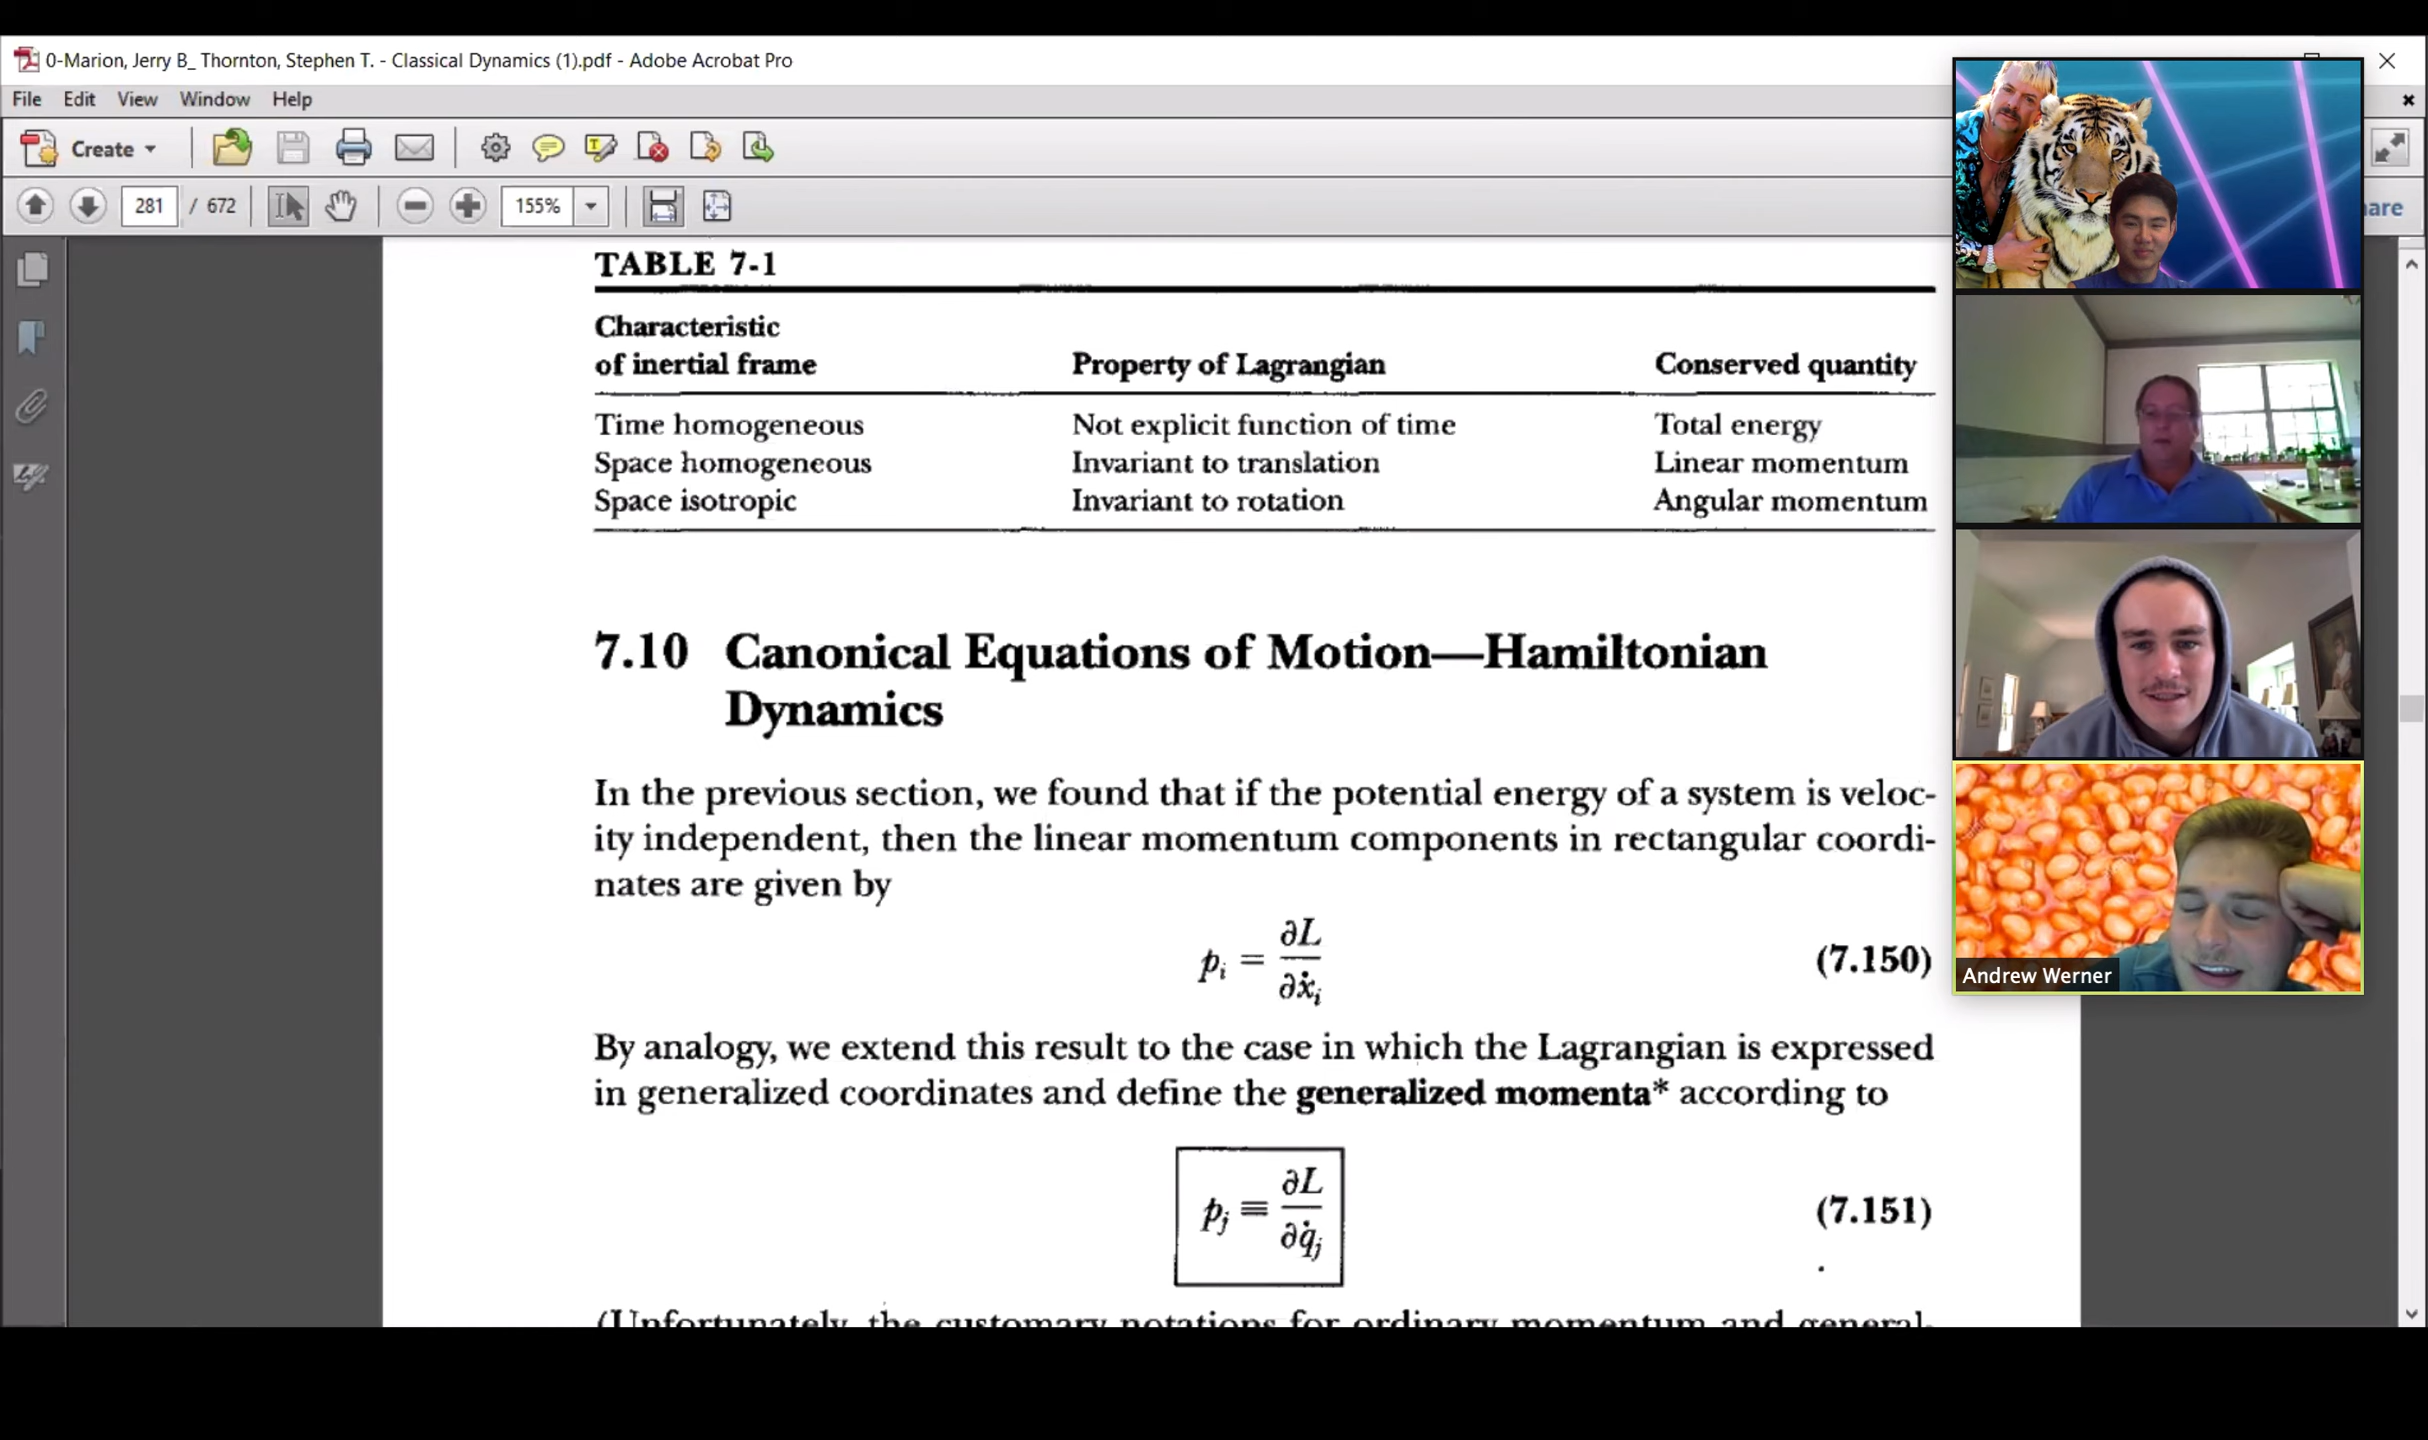 0-Marion, Jerry B_ Thornton, Stephen T. - Classical Dynamics (1).pdf - Adobe Acrobat Pro
File Edit View Window Help
Create
281 / 672 155%
are
TABLE 7-1
Characteristic
of inertial frame Property of Lagrangian Conserved quantity
Time homogeneous Not explicit function of time Total energy
Space homogeneous Invariant to translation Linear momentum
Space isotropic Invariant to rotation Angular momentum
7.10 Canonical Equations of Motion—Hamiltonian
Dynamics
In the previous section, we found that if the potential energy of a system is veloc-
ity independent, then the linear momentum components in rectangular coordi-
nates are given by
pᵢ = ∂L/∂ẋᵢ (7.150)
By analogy, we extend this result to the case in which the Lagrangian is expressed
in generalized coordinates and define the generalized momenta* according to
pⱼ ≡ ∂L/∂q̇ⱼ (7.151)
(Unfortunately, the customary notations for ordinary momentum and general-
Andrew Werner